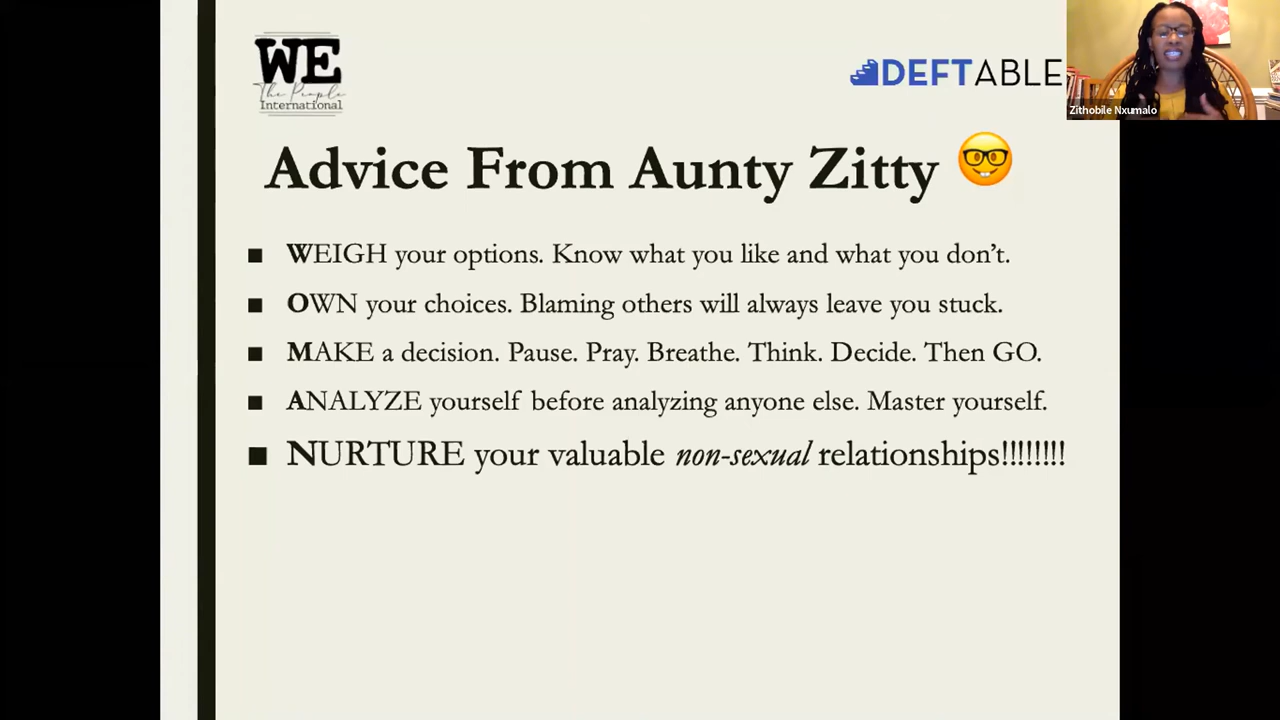 WE
The People
International
DEFTABLE
Zithobile Nxumalo
Advice From Aunty Zitty 🤓
■ WEIGH your options. Know what you like and what you don’t.
■ OWN your choices. Blaming others will always leave you stuck.
■ MAKE a decision. Pause. Pray. Breathe. Think. Decide. Then GO.
■ ANALYZE yourself before analyzing anyone else. Master yourself.
■ NURTURE your valuable non-sexual relationships!!!!!!!!